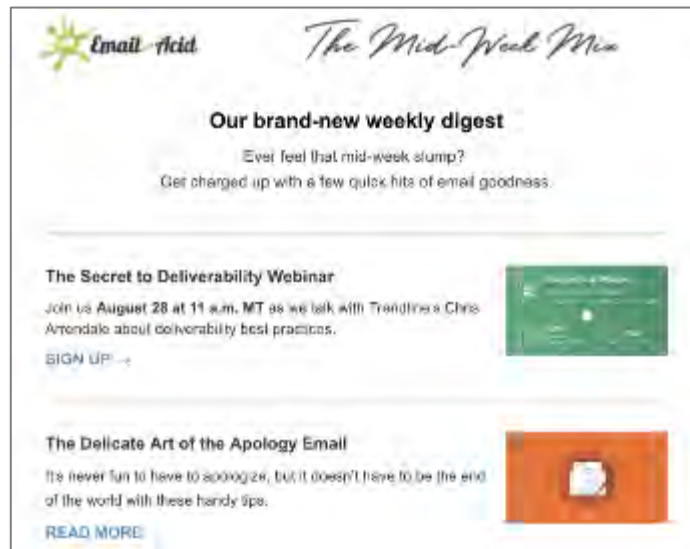 Email Acid
The Mid-Week Mix
Our brand-new weekly digest
Ever feel that mid-week slump?
Get charged up with a few quick hits of email goodness.
The Secret to Deliverability Webinar
Join us August 28 at 11 a.m. MT as we talk with Trendline's Chris
Arrendale about deliverability best practices.
SIGN UP →
The Delicate Art of the Apology Email
It's never fun to have to apologize, but it doesn't have to be the end
of the world with these handy tips.
READ MORE